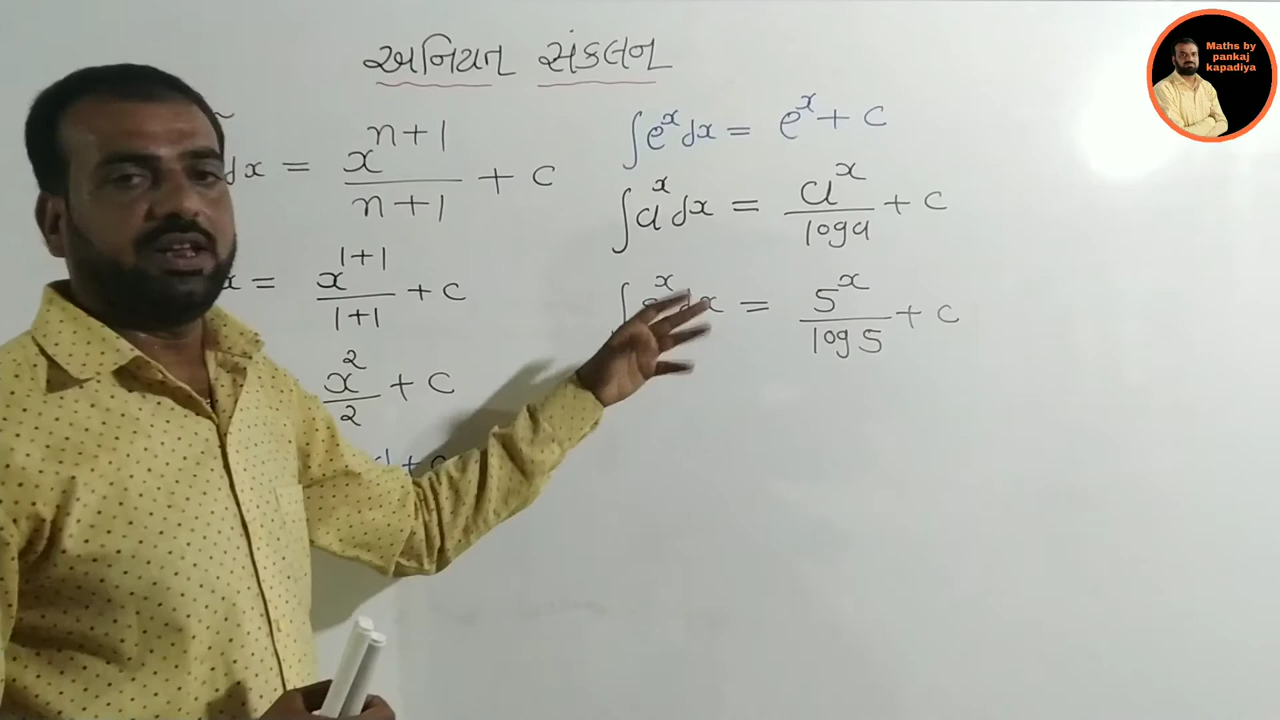 અનિયત સંકલન
dx = x^{n+1} / n+1 + c
x = x^{1+1} / 1+1 + c
x^2 / 2 + c
+ c
∫e^x dx = e^x + c
∫a^x dx = a^x / log a + c
∫ ^x dx = 5^x / log 5 + c
Maths by
pankaj
kapadiya